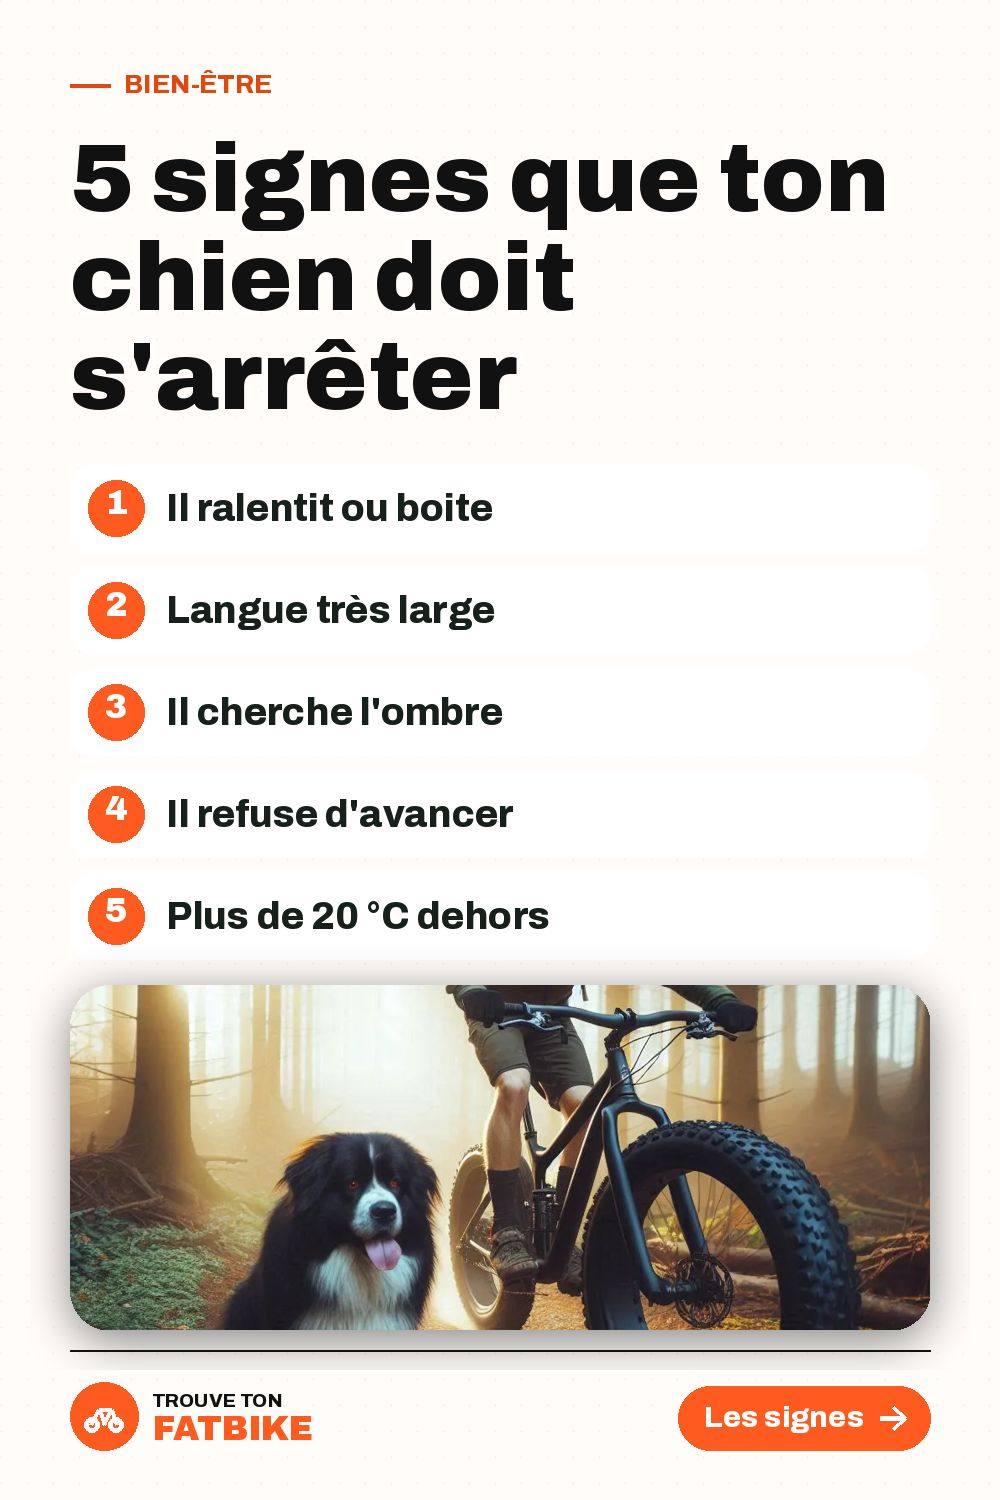 BIEN-ÊTRE
5 signes que ton
chien doit
s'arrêter
1 Il ralentit ou boite
2 Langue très large
3 Il cherche l'ombre
4 Il refuse d'avancer
5 Plus de 20 °C dehors
TROUVE TON
FATBIKE
Les signes →